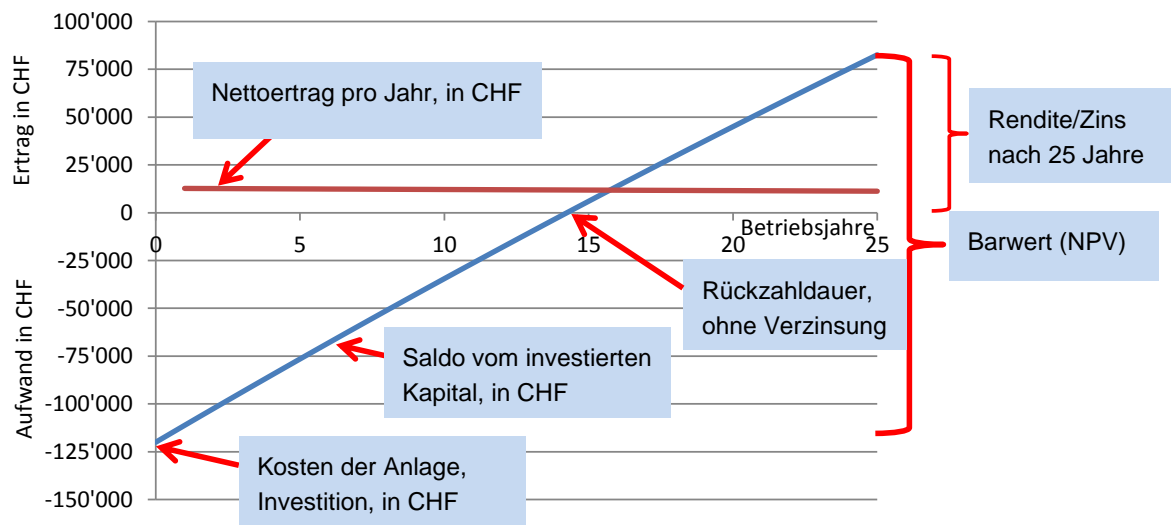 100'000
75'000
50'000
25'000
0
-25'000
-50'000
-75'000
-100'000
-125'000
-150'000
Ertrag in CHF
Aufwand in CHF
0
5
10
15
20
25
Betriebsjahre
Nettoertrag pro Jahr, in CHF
Rendite/Zins
nach 25 Jahre
Barwert (NPV)
Rückzahldauer,
ohne Verzinsung
Saldo vom investierten
Kapital, in CHF
Kosten der Anlage,
Investition, in CHF